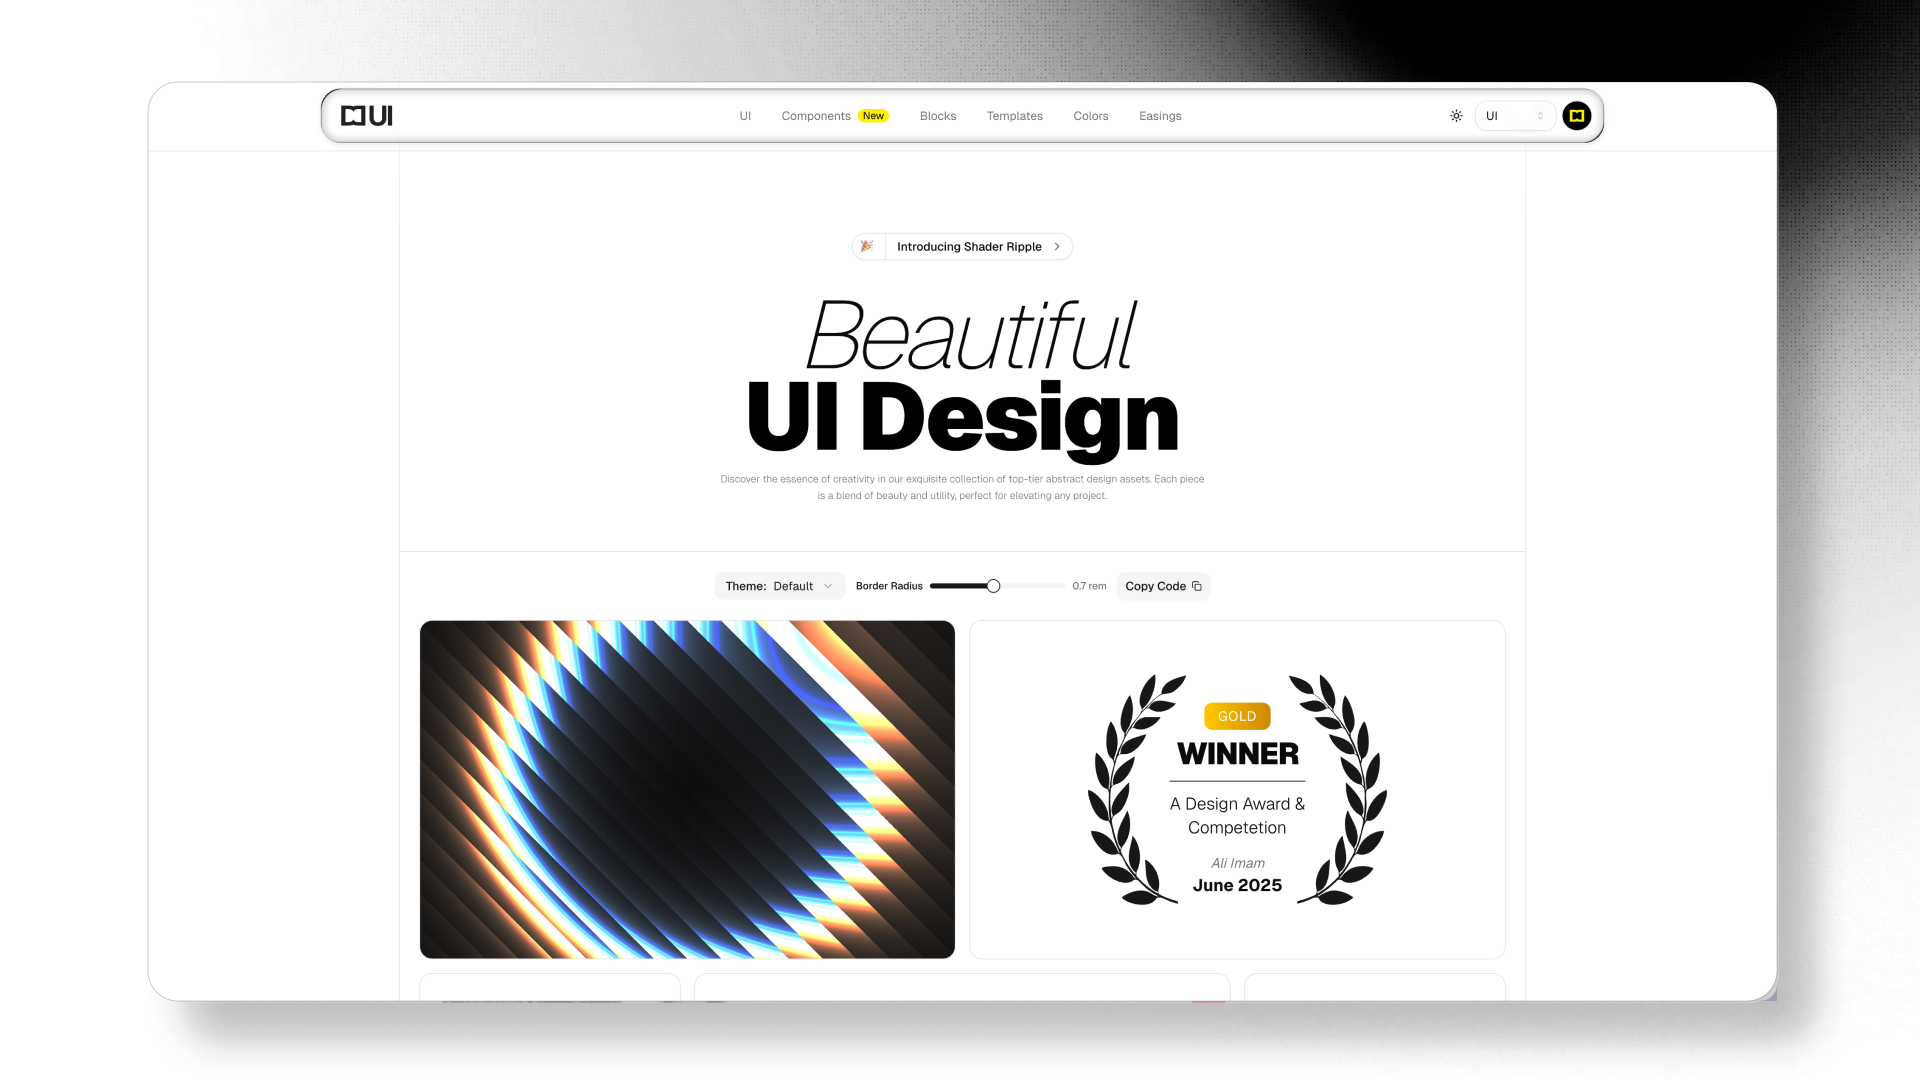 UI
UI
Components New
Blocks
Templates
Colors
Easings
UI
Introducing Shader Ripple
Beautiful
UI Design
Discover the essence of creativity in our exquisite collection of top-tier abstract design assets. Each piece
is a blend of beauty and utility, perfect for elevating any project.
Theme: Default
Border Radius
0.7 rem
Copy Code
GOLD
WINNER
A Design Award &
Competetion
Ali Imam
June 2025